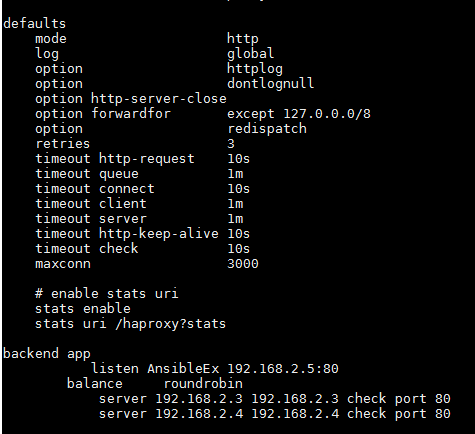 defaults
    mode                    http
    log                     global
    option                  httplog
    option                  dontlognull
    option http-server-close
    option forwardfor       except 127.0.0.0/8
    option                  redispatch
    retries                 3
    timeout http-request    10s
    timeout queue           1m
    timeout connect         10s
    timeout client          1m
    timeout server          1m
    timeout http-keep-alive 10s
    timeout check           10s
    maxconn                 3000
    # enable stats uri
    stats enable
    stats uri /haproxy?stats
backend app
           listen AnsibleEx 192.168.2.5:80
        balance     roundrobin
            server 192.168.2.3 192.168.2.3 check port 80
            server 192.168.2.4 192.168.2.4 check port 80